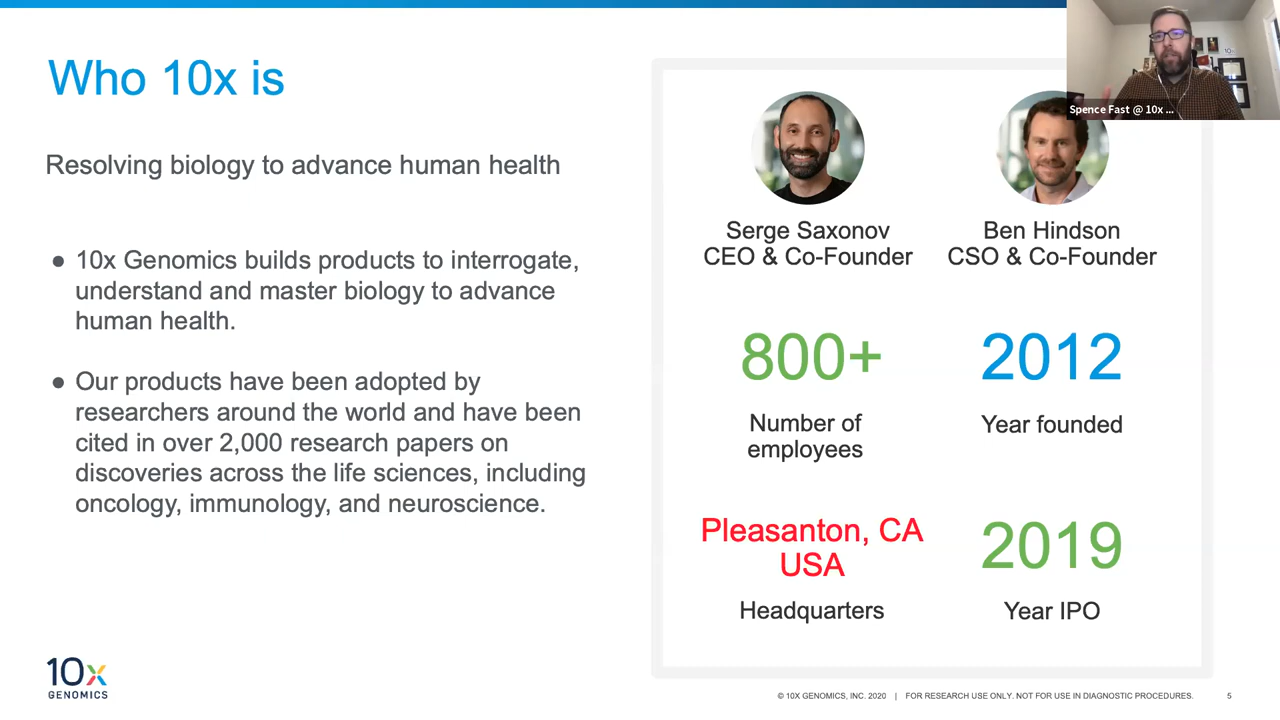 Who 10x is
Resolving biology to advance human health
● 10x Genomics builds products to interrogate,
understand and master biology to advance
human health.
● Our products have been adopted by
researchers around the world and have been
cited in over 2,000 research papers on
discoveries across the life sciences, including
oncology, immunology, and neuroscience.
Spence Fast @ 10x ...
Serge Saxonov
CEO & Co-Founder
Ben Hindson
CSO & Co-Founder
800+
Number of
employees
2012
Year founded
Pleasanton, CA
USA
Headquarters
2019
Year IPO
10x
GENOMICS
© 10X GENOMICS, INC. 2020 | FOR RESEARCH USE ONLY. NOT FOR USE IN DIAGNOSTIC PROCEDURES. 5